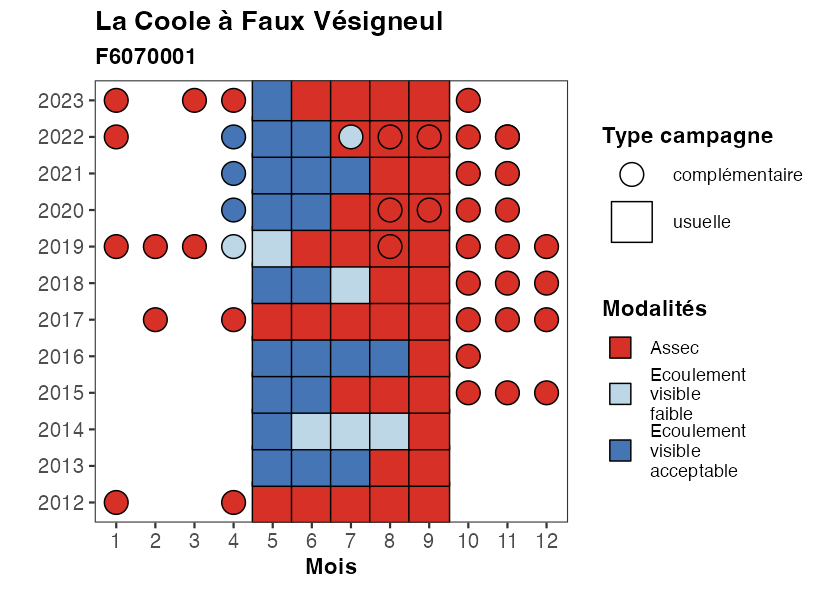 La Coole à Faux Vésigneul
F6070001
2023
2022
2021
2020
2019
2018
2017
2016
2015
2014
2013
2012
1 2 3 4 5 6 7 8 9 10 11 12
Mois
Type campagne
complémentaire
usuelle
Modalités
Assec
Ecoulement
visible
faible
Ecoulement
visible
acceptable